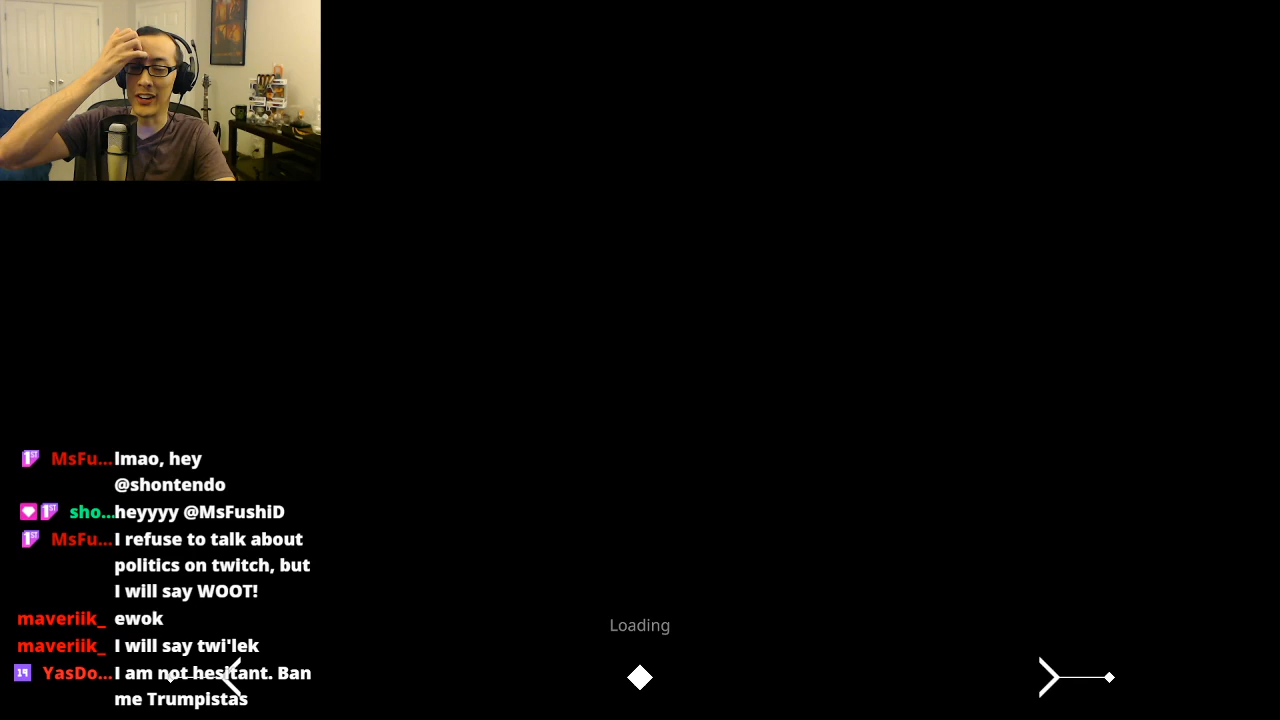 MsFu... lmao, hey
@shontendo
sho... heyyyy @MsFushiD
MsFu... I refuse to talk about
politics on twitch, but
I will say WOOT!
maveriik_ ewok
maveriik_ I will say twi'lek
YasDo... I am not hesitant. Ban
me Trumpistas
Loading